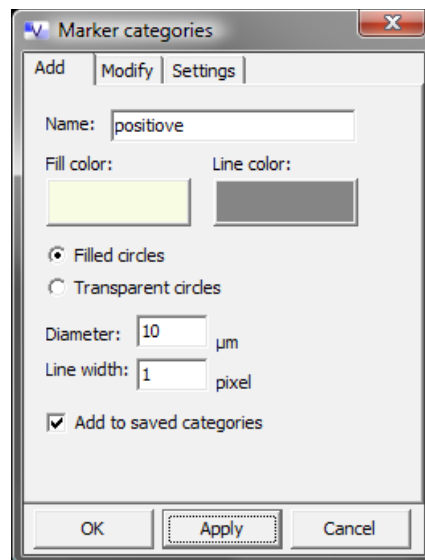 Marker categories
Add Modify Settings
Name: positiove
Fill color: Line color:
Filled circles
Transparent circles
Diameter: 10 µm
Line width: 1 pixel
Add to saved categories
OK Apply Cancel